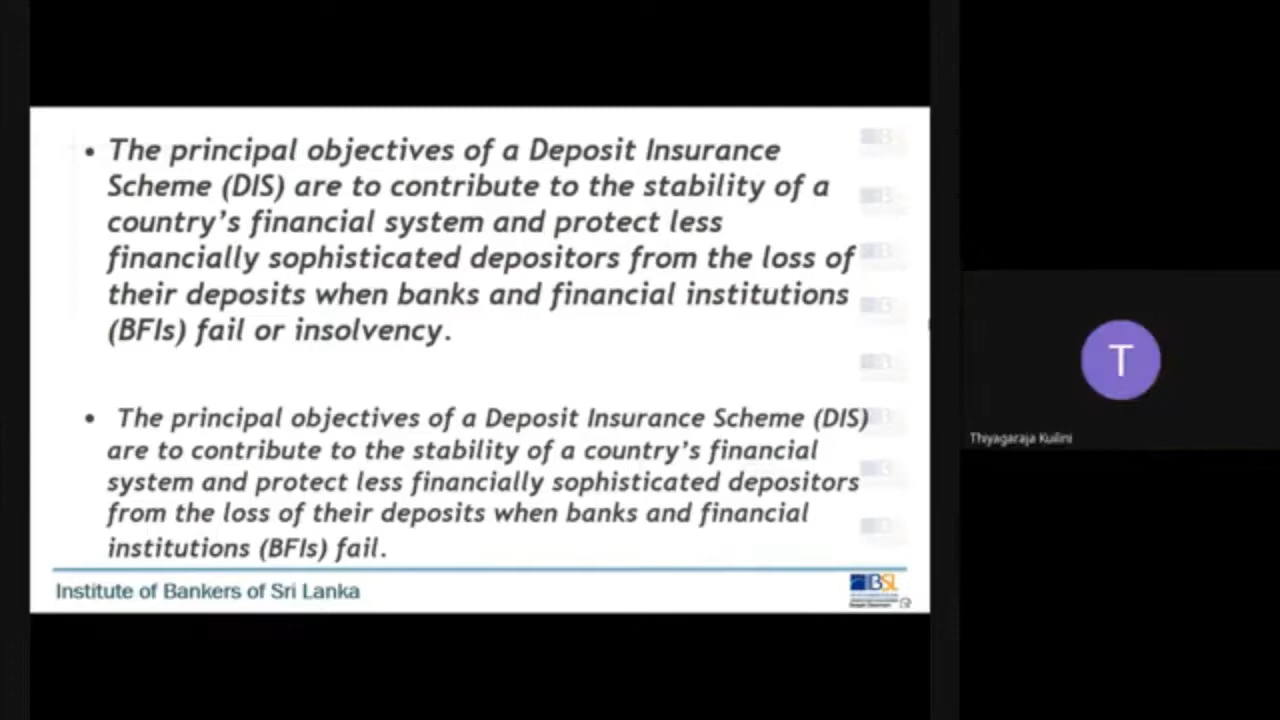 • The principal objectives of a Deposit Insurance
Scheme (DIS) are to contribute to the stability of a
country's financial system and protect less
financially sophisticated depositors from the loss of
their deposits when banks and financial institutions
(BFIs) fail or insolvency.
• The principal objectives of a Deposit Insurance Scheme (DIS)
are to contribute to the stability of a country's financial
system and protect less financially sophisticated depositors
from the loss of their deposits when banks and financial
institutions (BFIs) fail.
Institute of Bankers of Sri Lanka
IBSL
T
Thiyagaraja Kuilini